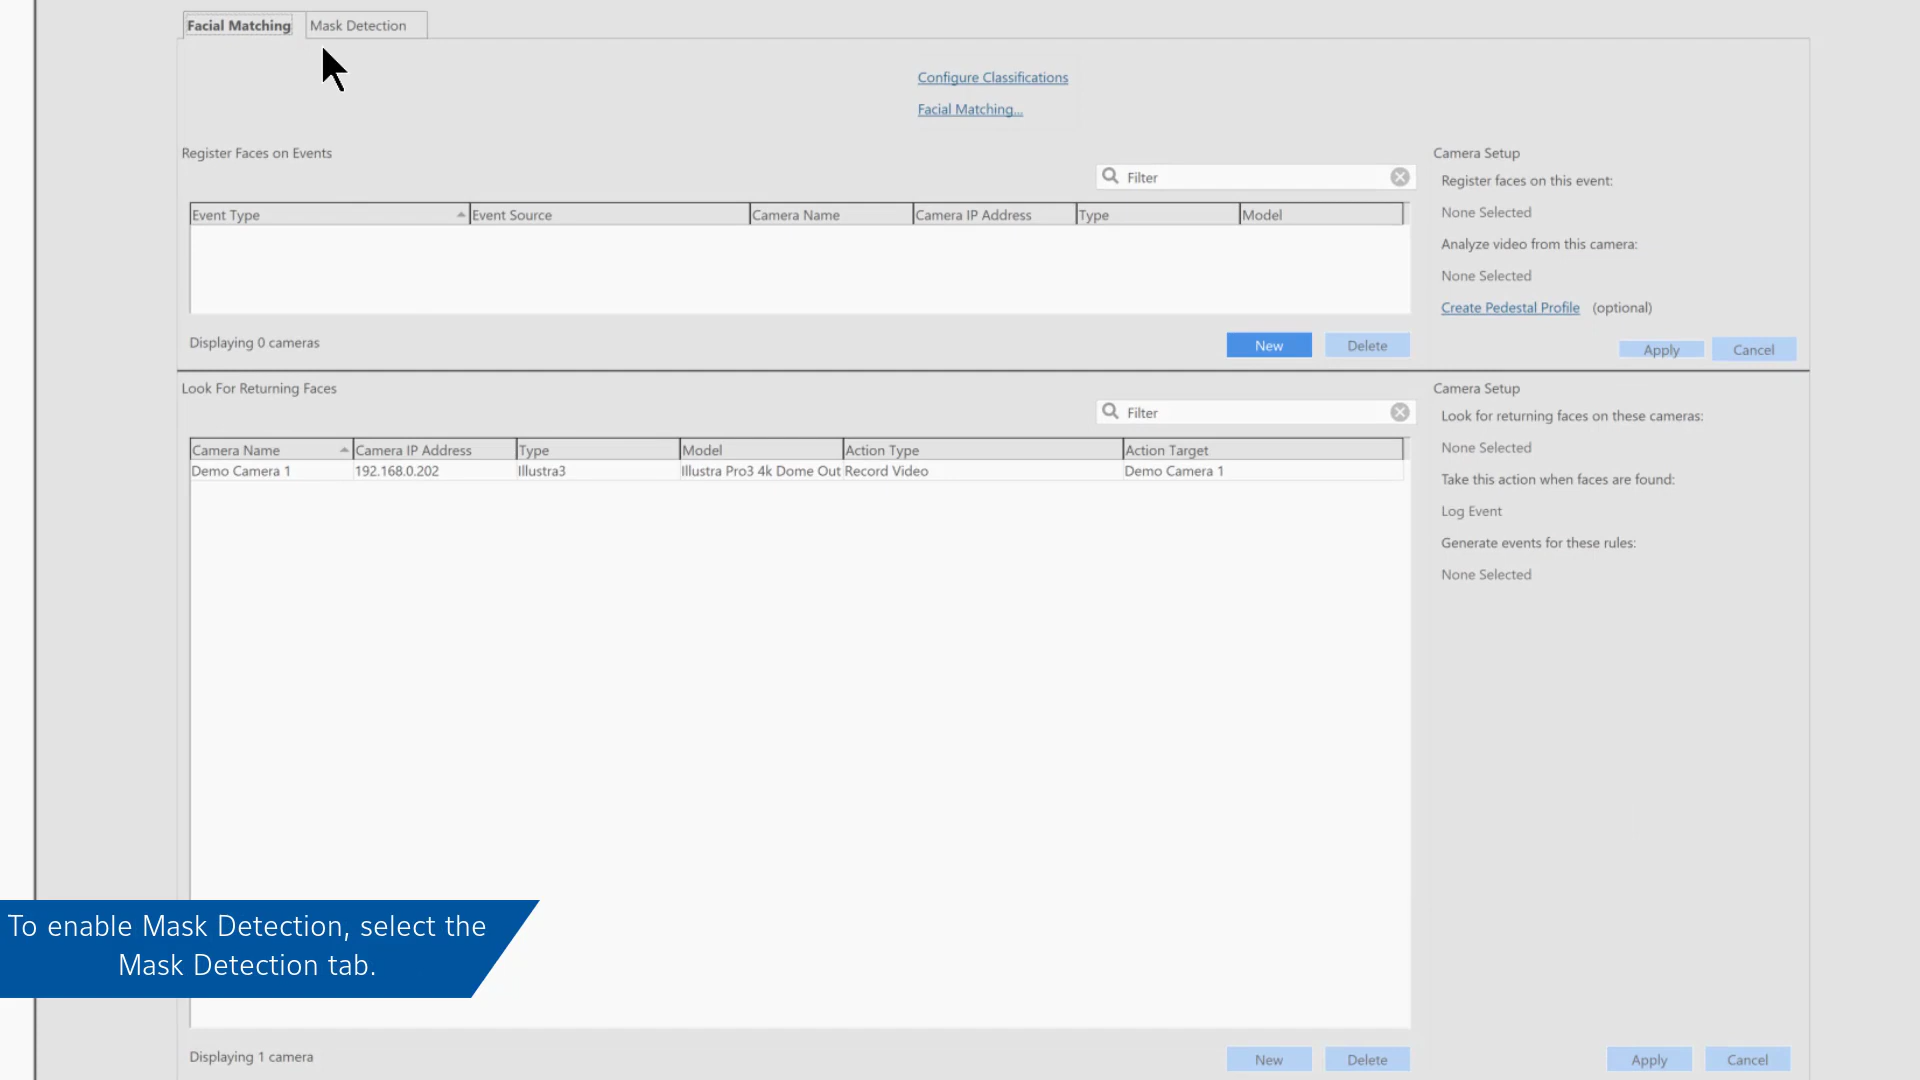 Facial Matching Mask Detection
Configure Classifications
Facial Matching...
Register Faces on Events
Filter
Event Type Event Source Camera Name Camera IP Address Type Model
Displaying 0 cameras
New Delete
Camera Setup
Register faces on this event:
None Selected
Analyze video from this camera:
None Selected
Create Pedestal Profile (optional)
Apply Cancel
Look For Returning Faces
Filter
Camera Name Camera IP Address Type Model Action Type Action Target
Demo Camera 1 192.168.0.202 Illustra3 Illustra Pro3 4k Dome Out Record Video Demo Camera 1
Camera Setup
Look for returning faces on these cameras:
None Selected
Take this action when faces are found:
Log Event
Generate events for these rules:
None Selected
To enable Mask Detection, select the
Mask Detection tab.
Displaying 1 camera
New Delete
Apply Cancel